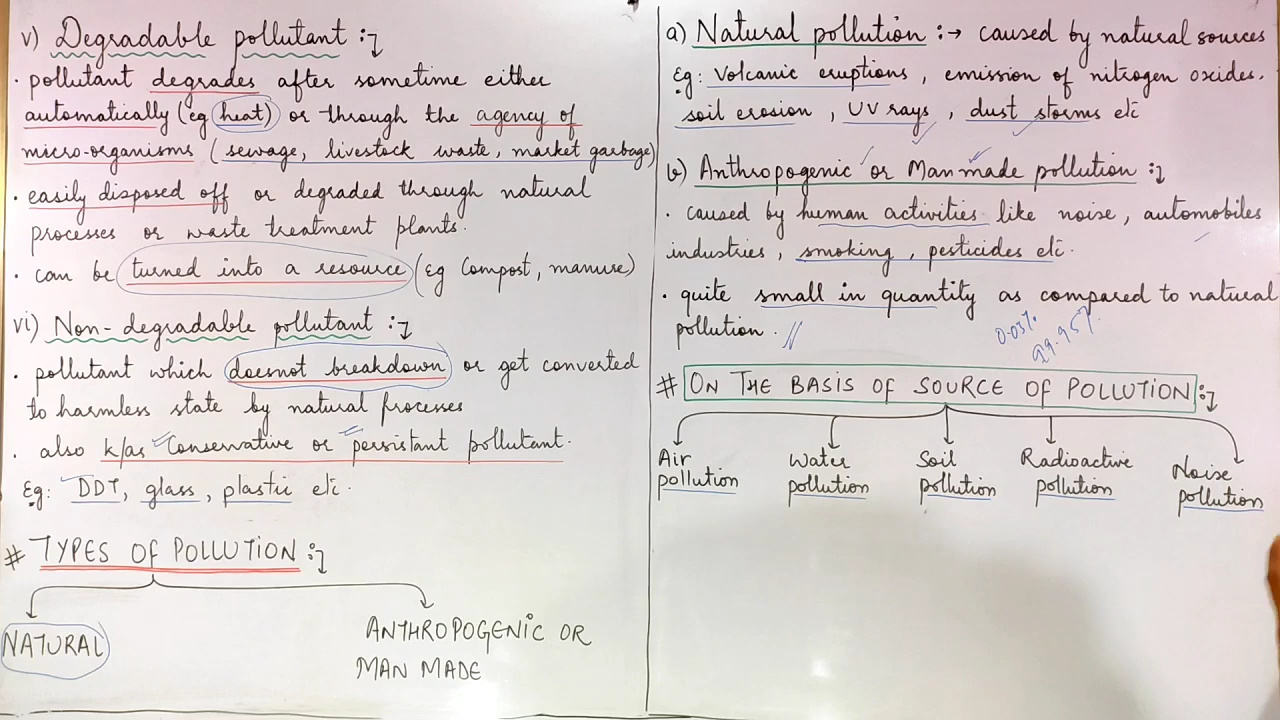 v) Degradable pollutant :-
· pollutant degrades after sometime either
automatically (eg heat) or through the agency of
micro-organisms (sewage, livestock waste, market garbage)
· easily disposed off or degraded through natural
processes or waste treatment plants.
· can be turned into a resource (eg Compost, manure)
vi) Non-degradable pollutant :-
· pollutant which doesnot breakdown or get converted
to harmless state by natural processes
· also k/as Conservative or persistant pollutant.
Eg: DDT, glass, plastic etc.
# TYPES OF POLLUTION :-
NATURAL
ANTHROPOGENIC OR
MAN MADE
a) Natural pollution :→ caused by natural sources
Eg: Volcanic eruptions, emission of nitrogen oxides.
soil erosion, UV rays, dust storms etc
b) Anthropogenic or Man made pollution :-
· caused by human activities like noise, automobiles
industries, smoking, pesticides etc.
· quite small in quantity as compared to natural
pollution.
0.05%
99.95%
# ON THE BASIS OF SOURCE OF POLLUTION :-
Air
pollution
Water
pollution
Soil
pollution
Radioactive
pollution
Noise
pollution